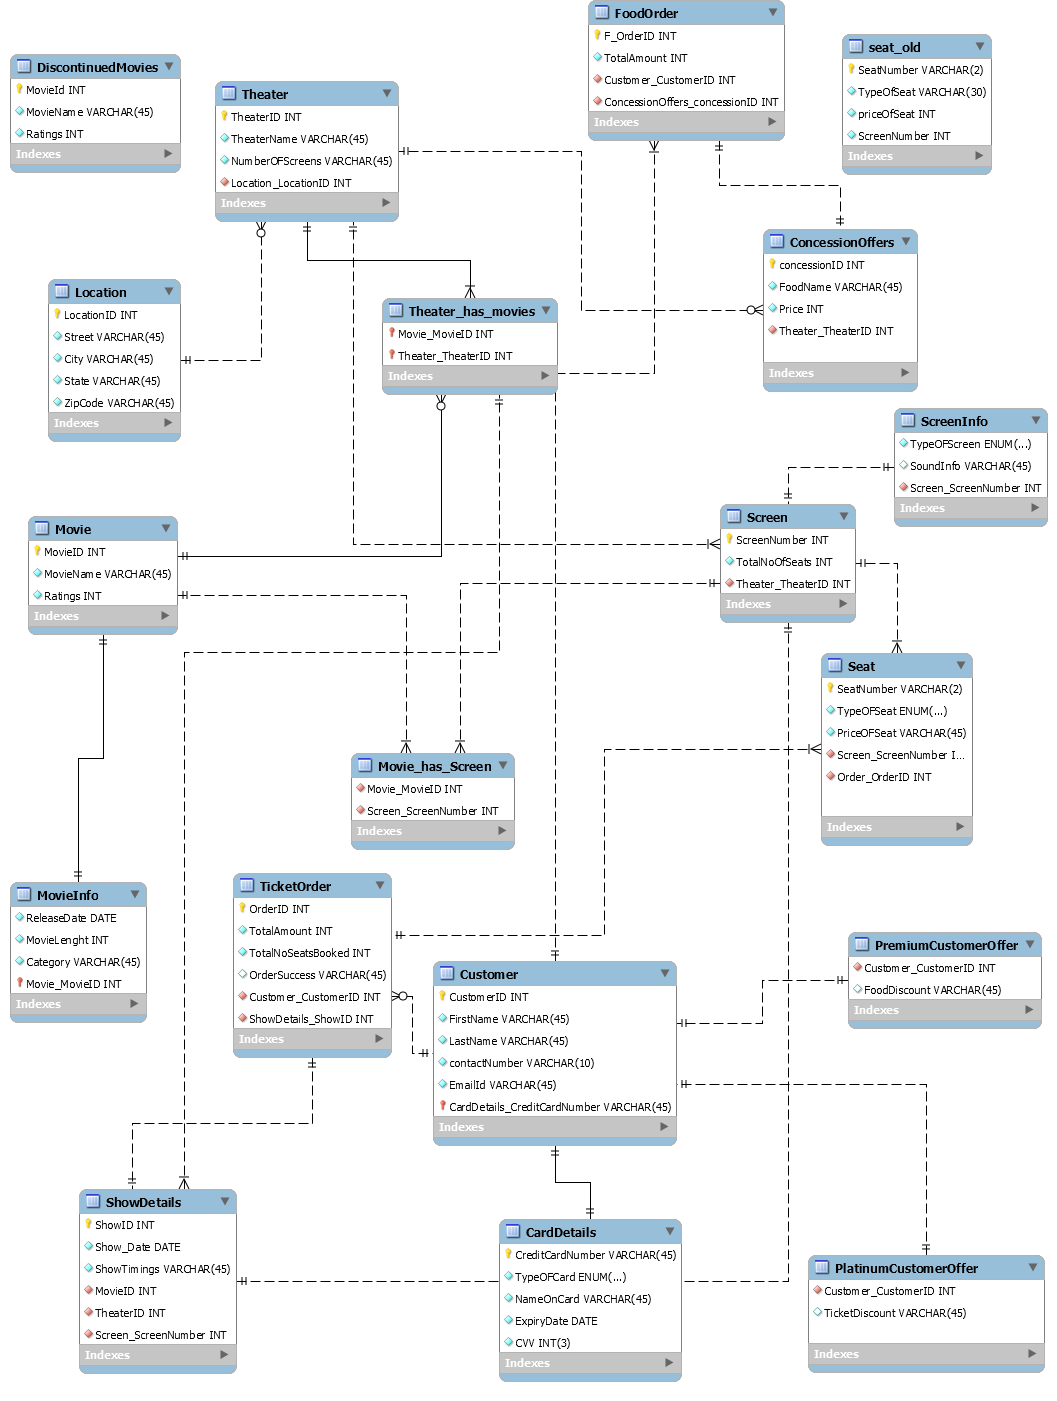 DiscontinuedMovies
MovieId INT
MovieName VARCHAR(45)
Ratings INT
Indexes
Theater
TheaterID INT
TheaterName VARCHAR(45)
NumberOFScreens VARCHAR(45)
Location_LocationID INT
Indexes
FoodOrder
F_OrderID INT
TotalAmount INT
Customer_CustomerID INT
ConcessionOffers_concessionID INT
Indexes
seat_old
SeatNumber VARCHAR(2)
TypeOfSeat VARCHAR(30)
priceOfSeat INT
ScreenNumber INT
Indexes
Location
LocationID INT
Street VARCHAR(45)
City VARCHAR(45)
State VARCHAR(45)
ZipCode VARCHAR(45)
Indexes
Theater_has_movies
Movie_MovieID INT
Theater_TheaterID INT
Indexes
ConcessionOffers
concessionID INT
FoodName VARCHAR(45)
Price INT
Theater_TheaterID INT
Indexes
ScreenInfo
TypeOFScreen ENUM(...)
SoundInfo VARCHAR(45)
Screen_ScreenNumber INT
Indexes
Movie
MovieID INT
MovieName VARCHAR(45)
Ratings INT
Indexes
Screen
ScreenNumber INT
TotalNoOfSeats INT
Theater_TheaterID INT
Indexes
Seat
SeatNumber VARCHAR(2)
TypeOFSeat ENUM(...)
PriceOFSeat VARCHAR(45)
Screen_ScreenNumber I...
Order_OrderID INT
Indexes
Movie_has_Screen
Movie_MovieID INT
Screen_ScreenNumber INT
Indexes
MovieInfo
ReleaseDate DATE
MovieLenght INT
Category VARCHAR(45)
Movie_MovieID INT
Indexes
TicketOrder
OrderID INT
TotalAmount INT
TotalNoSeatsBooked INT
OrderSuccess VARCHAR(45)
Customer_CustomerID INT
ShowDetails_ShowID INT
Indexes
Customer
CustomerID INT
FirstName VARCHAR(45)
LastName VARCHAR(45)
contactNumber VARCHAR(10)
EmailId VARCHAR(45)
CardDetails_CreditCardNumber VARCHAR(45)
Indexes
PremiumCustomerOffer
Customer_CustomerID INT
FoodDiscount VARCHAR(45)
Indexes
ShowDetails
ShowID INT
Show_Date DATE
ShowTimings VARCHAR(45)
MovieID INT
TheaterID INT
Screen_ScreenNumber INT
Indexes
CardDetails
CreditCardNumber VARCHAR(45)
TypeOFCard ENUM(...)
NameOnCard VARCHAR(45)
ExpiryDate DATE
CVV INT(3)
Indexes
PlatinumCustomerOffer
Customer_CustomerID INT
TicketDiscount VARCHAR(45)
Indexes